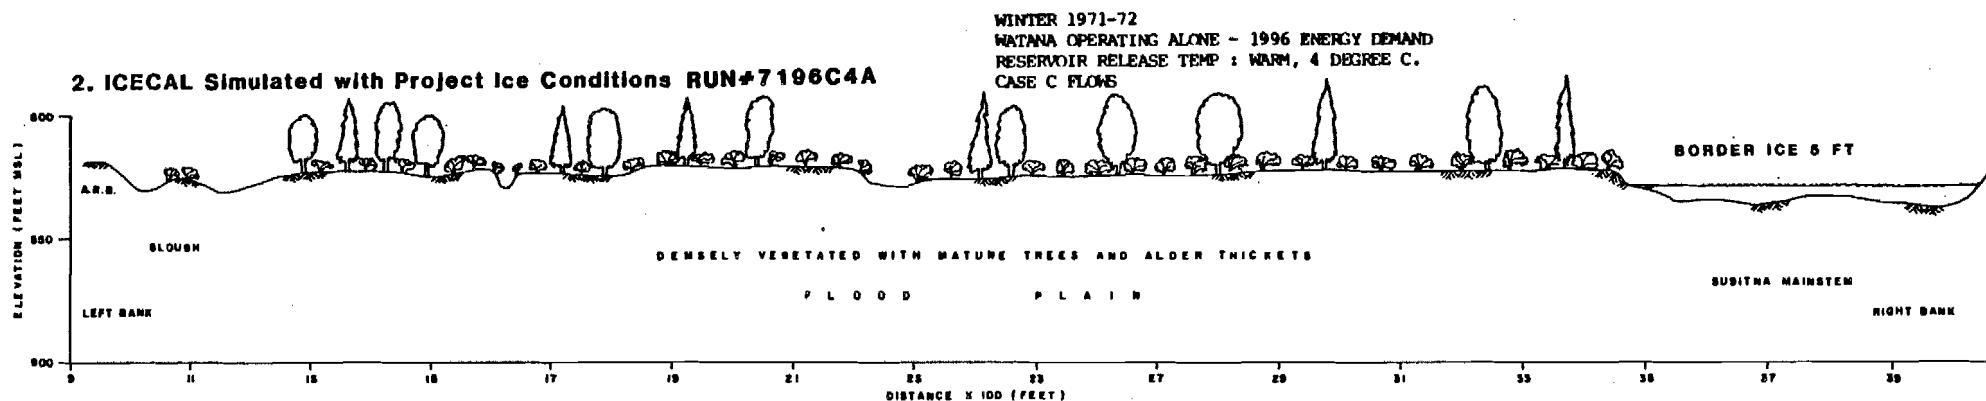 WINTER 1971-72
WATANA OPERATING ALONE - 1996 ENERGY DEMAND
RESERVOIR RELEASE TEMP : WARM, 4 DEGREE C.
CASE C FLOWS
2. ICECAL Simulated with Project Ice Conditions RUN#7196C4A
BORDER ICE 5 FT
A.R.B.
SLOUGH
DENSELY VEGETATED WITH MATURE TREES AND ALDER THICKETS
FLOOD PLAIN
SUSITNA MAINSTEM
LEFT BANK
RIGHT BANK
ELEVATION (FEET MSL)
600
550
500
9 11 13 15 17 19 21 23 25 27 29 31 33 35 37 39
DISTANCE X 100 (FEET)